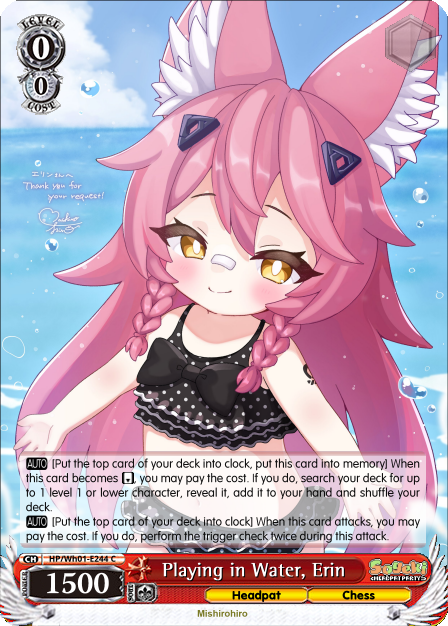 LEVEL
0
0
COST
エリンさんへ
Thank you for
your request!
AUTO [Put the top card of your deck into clock, put this card into memory] When
this card becomes [▪], you may pay the cost. If you do, search your deck for up
to 1 level 1 or lower character, reveal it, add it to your hand and shuffle your
deck.
AUTO [Put the top card of your deck into clock] When this card attacks, you may
pay the cost. If you do, perform the trigger check twice during this attack.
CH HP/Wh01-E244 C
POWER 1500 SOUL
Playing in Water, Erin
Sayaki
HEADPAT PARTY
Headpat Chess
Mishirohiro